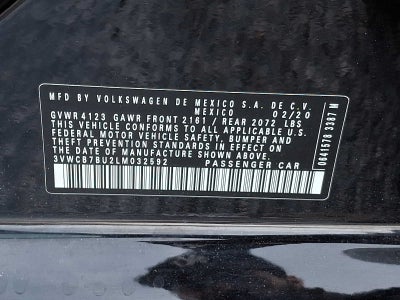 MFD BY VOLKSWAGEN DE MEXICO S.A. DE C.V.
02/20
GVWR 4123 GAWR FRONT 2161 / REAR 2072 LBS
THIS VEHICLE CONFORMS TO ALL APPLICABLE U.S.
FEDERAL MOTOR VEHICLE SAFETY, BUMPER AND
THEFT PREVENTION STANDARDS IN EFFECT ON THE
DATE OF MANUFACTURE SHOWN ABOVE
3VWCB7BU2LM032592 PASSENGER CAR
0641578 3387 M